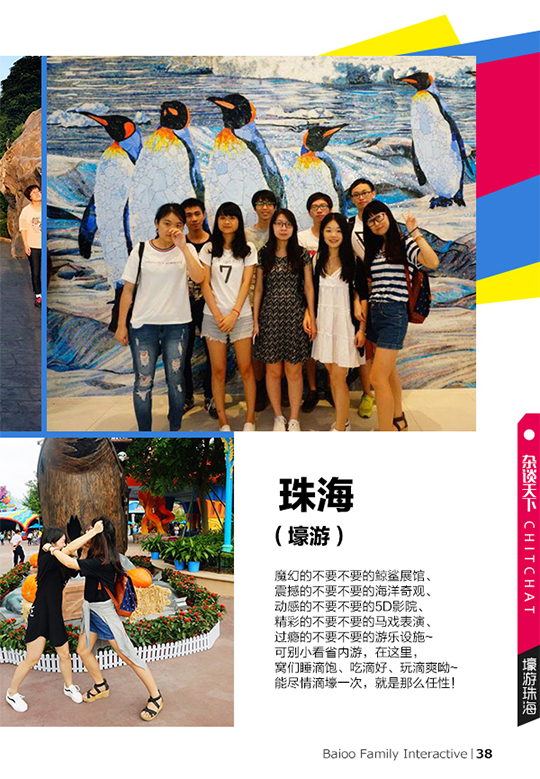 7
珠海
（壕游）
魔幻的不要不要的鲸鲨展馆、
震撼的不要不要的海洋奇观、
动感的不要不要的5D影院、
精彩的不要不要的马戏表演、
过瘾的不要不要的游乐设施~
可别小看省内游，在这里，
窝们睡滴饱、吃滴好、玩滴爽呦~
能尽情滴壕一次，就是那么任性！
杂谈天下 CHITCHAT
壕游珠海
Baioo Family Interactive | 38